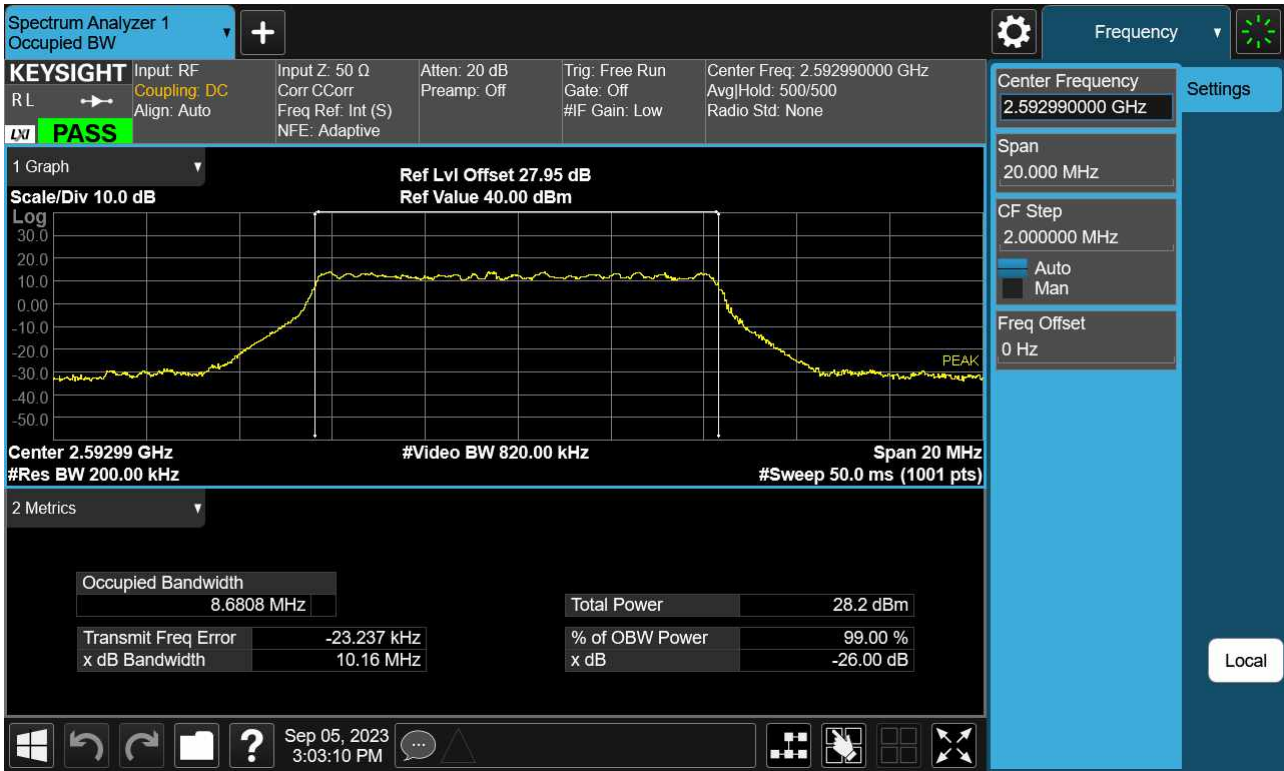 Spectrum Analyzer 1
Occupied BW
Frequency
KEYSIGHT
R L
LXI
PASS
Input: RF
Coupling: DC
Align: Auto
Input Z: 50 Ω
Corr CCorr
Freq Ref: Int (S)
NFE: Adaptive
Atten: 20 dB
Preamp: Off
Trig: Free Run
Gate: Off
#IF Gain: Low
Center Freq: 2.592990000 GHz
Avg|Hold: 500/500
Radio Std: None
Center Frequency
2.592990000 GHz
Settings
Span
20.000 MHz
CF Step
2.000000 MHz
Auto
Man
Freq Offset
0 Hz
Local
1 Graph
Ref Lvl Offset 27.95 dB
Scale/Div 10.0 dB
Ref Value 40.00 dBm
Log
30.0
20.0
10.0
0.00
-10.0
-20.0
-30.0
-40.0
-50.0
PEAK
Center 2.59299 GHz
#Video BW 820.00 kHz
Span 20 MHz
#Res BW 200.00 kHz
#Sweep 50.0 ms (1001 pts)
2 Metrics
Occupied Bandwidth
8.6808 MHz
Total Power 28.2 dBm
Transmit Freq Error -23.237 kHz
% of OBW Power 99.00 %
x dB Bandwidth 10.16 MHz
x dB -26.00 dB
Sep 05, 2023
3:03:10 PM